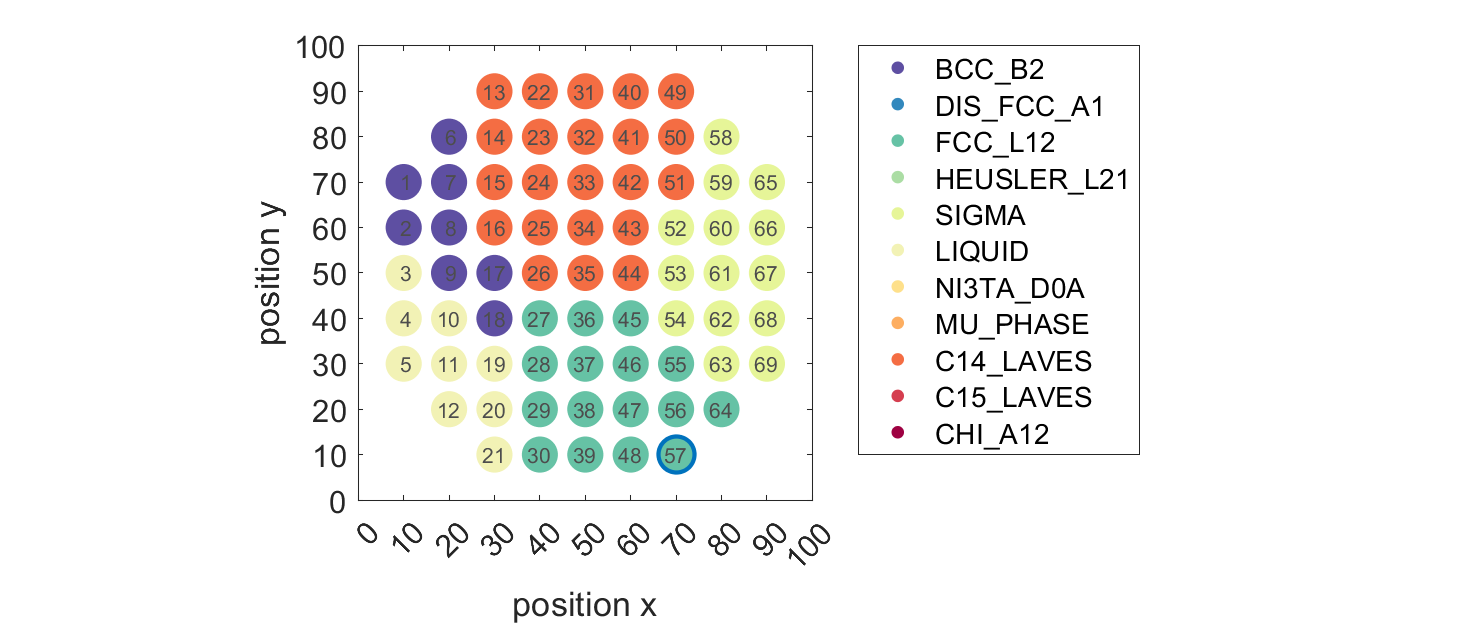 100
90
80
70
60
50
40
30
20
10
0
position y
13 22 31 40 49
6 14 23 32 41 50 58
1 7 15 24 33 42 51 59 65
2 8 16 25 34 43 52 60 66
3 9 17 26 35 44 53 61 67
4 10 18 27 36 45 54 62 68
5 11 19 28 37 46 55 63 69
12 20 29 38 47 56 64
21 30 39 48 57
0 10 20 30 40 50 60 70 80 90 100
position x
BCC_B2
DIS_FCC_A1
FCC_L12
HEUSLER_L21
SIGMA
LIQUID
NI3TA_D0A
MU_PHASE
C14_LAVES
C15_LAVES
CHI_A12